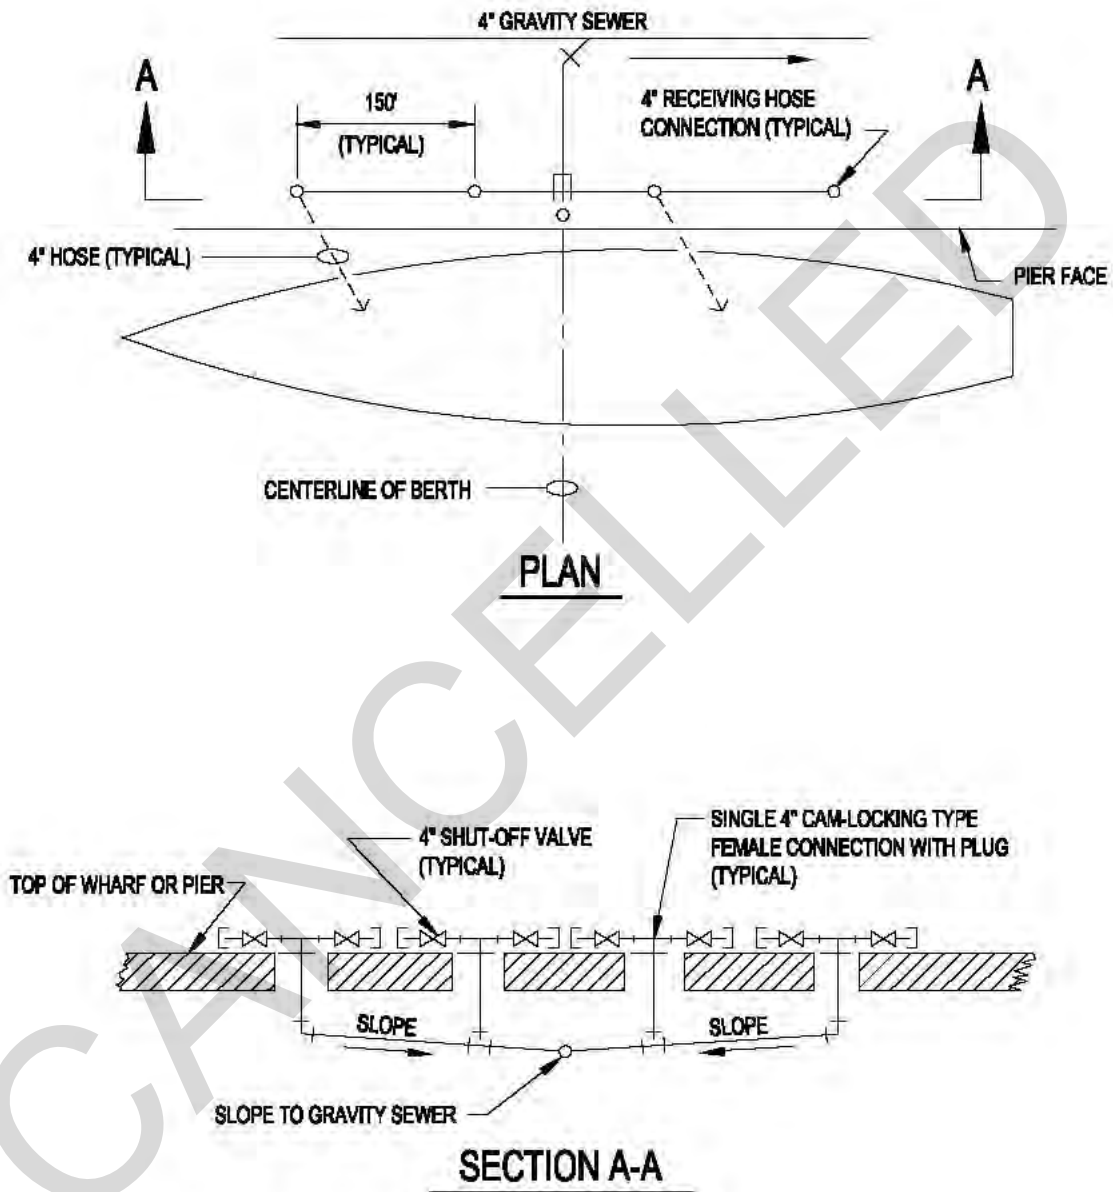 4" GRAVITY SEWER
A
A
150'
(TYPICAL)
4" RECEIVING HOSE
CONNECTION (TYPICAL)
4" HOSE (TYPICAL)
PIER FACE
CENTERLINE OF BERTH
PLAN
4" SHUT-OFF VALVE
(TYPICAL)
SINGLE 4" CAM-LOCKING TYPE
FEMALE CONNECTION WITH PLUG
(TYPICAL)
TOP OF WHARF OR PIER
SLOPE
SLOPE
SLOPE TO GRAVITY SEWER
SECTION A-A
CANCELLED